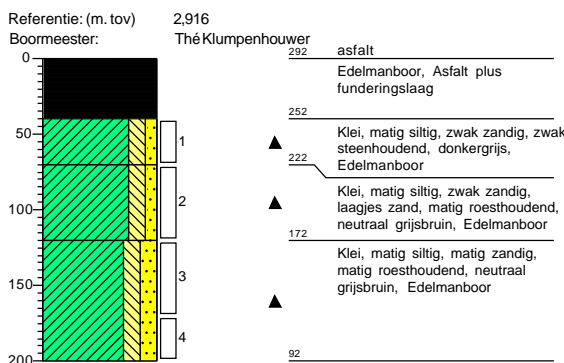 Referentie: (m. tov) 2,916
Boormeester: Thé Klumpenhouwer
0
292 asfalt
Edelmanboor, Asfalt plus
funderingslaag
252
50
1
Klei, matig siltig, zwak zandig, zwak
steenhoudend, donkergrijs,
Edelmanboor
222
100
2
Klei, matig siltig, zwak zandig,
laagjes zand, matig roesthoudend,
neutraal grijsbruin, Edelmanboor
172
150
3
Klei, matig siltig, matig zandig,
matig roesthoudend, neutraal
grijsbruin, Edelmanboor
4
200
92